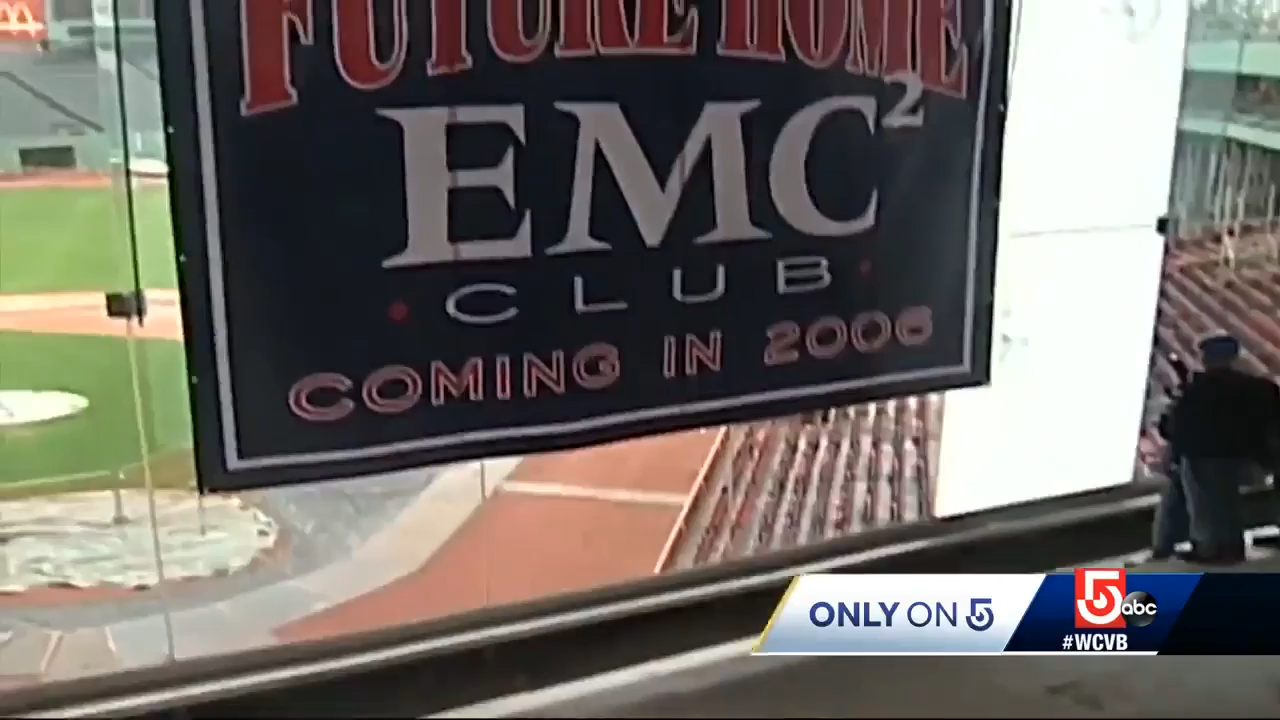 FUTURE HOME
EMC²
CLUB
COMING IN 2006
ONLY ON 5
5 abc
#WCVB